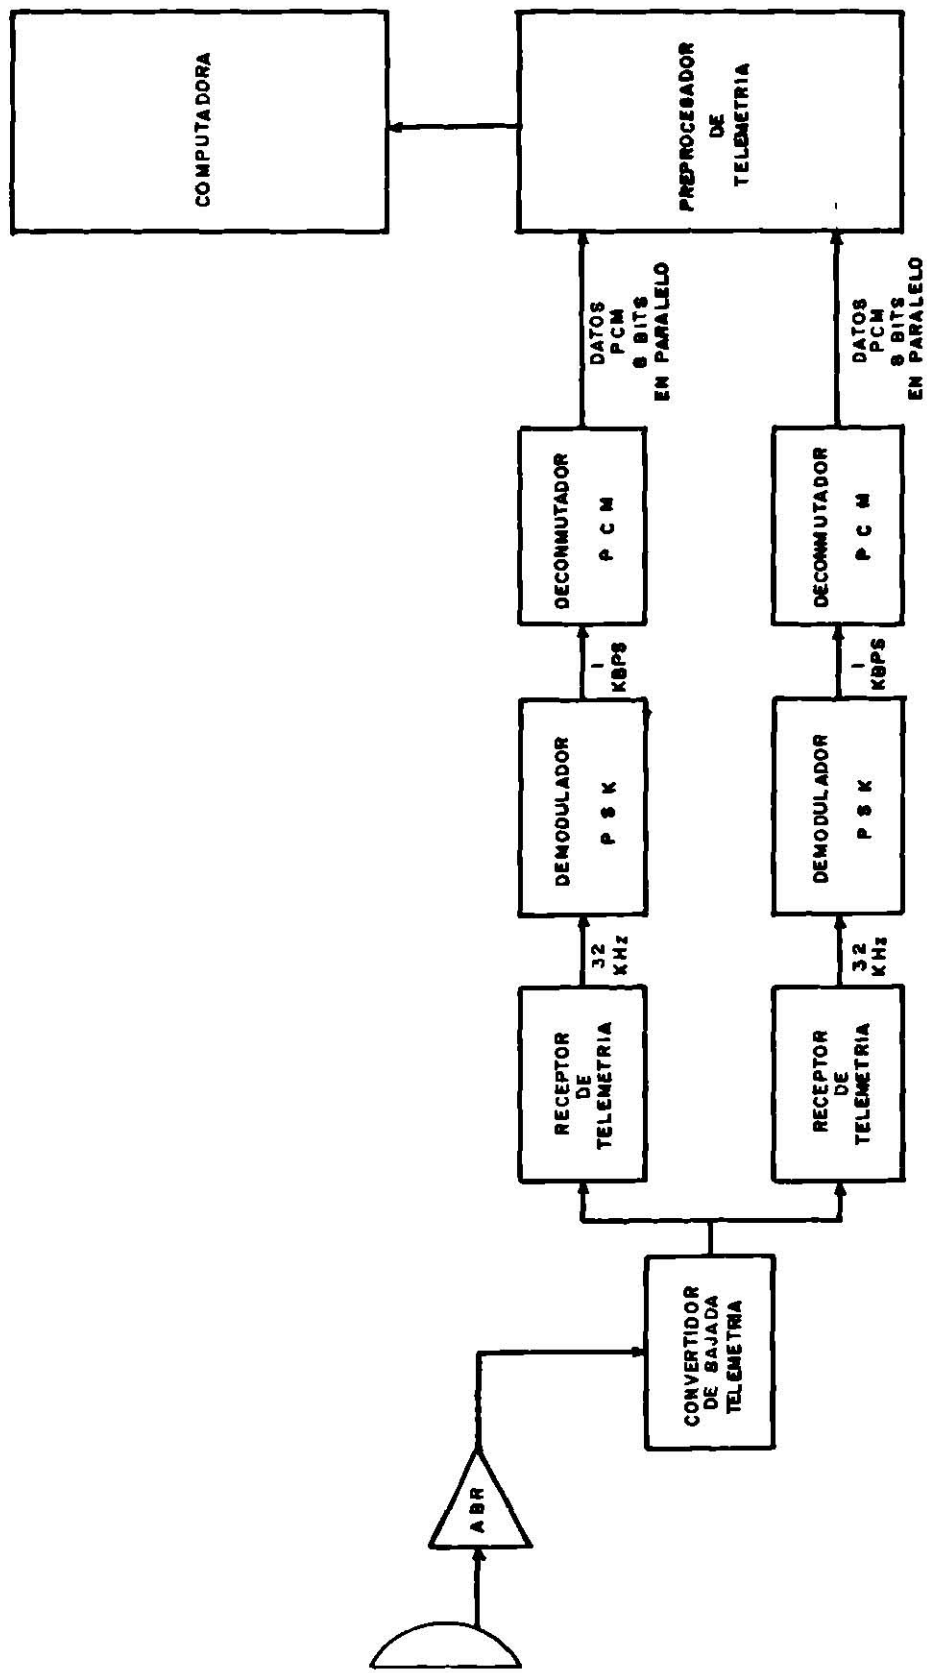 ABR
CONVERTIDOR
DE BAJADA
TELEMETRIA
RECEPTOR
DE
TELEMETRIA
32
KHz
DEMODULADOR
P S K
1
KBPS
DECONMUTADOR
P C M
DATOS
PCM
8 BITS
EN PARALELO
RECEPTOR
DE
TELEMETRIA
32
KHz
DEMODULADOR
P S K
1
KBPS
DECONMUTADOR
P C M
DATOS
PCM
8 BITS
EN PARALELO
PREPROCESADOR
DE
TELEMETRIA
COMPUTADORA